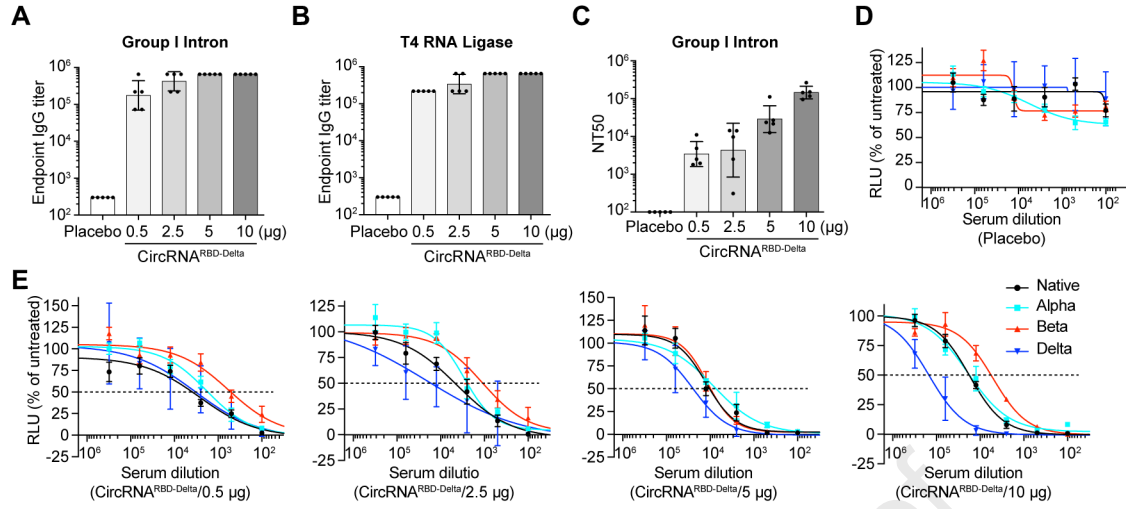 A
Group I Intron
Endpoint IgG titer
10⁶
10⁵
10⁴
10³
10²
Placebo 0.5 2.5 5 10 (μg)
CircRNA^RBD-Delta
B
T4 RNA Ligase
Endpoint IgG titer
10⁶
10⁵
10⁴
10³
10²
Placebo 0.5 2.5 5 10 (μg)
CircRNA^RBD-Delta
C
Group I Intron
NT50
10⁶
10⁵
10⁴
10³
10²
Placebo 0.5 2.5 5 10 (μg)
CircRNA^RBD-Delta
D
RLU (% of untreated)
125
100
75
50
25
0
10⁶ 10⁵ 10⁴ 10³ 10²
Serum dilution
(Placebo)
E
RLU (% of untreated)
150
125
100
75
50
25
0
-25
10⁶ 10⁵ 10⁴ 10³ 10²
Serum dilution
(CircRNA^RBD-Delta/0.5 μg)
125
100
75
50
25
0
-25
10⁶ 10⁵ 10⁴ 10³ 10²
Serum dilutio
(CircRNA^RBD-Delta/2.5 μg)
150
125
100
75
50
25
0
-25
10⁶ 10⁵ 10⁴ 10³ 10²
Serum dilution
(CircRNA^RBD-Delta/5 μg)
125
100
75
50
25
0
-25
10⁶ 10⁵ 10⁴ 10³ 10²
Serum dilution
(CircRNA^RBD-Delta/10 μg)
Native
Alpha
Beta
Delta